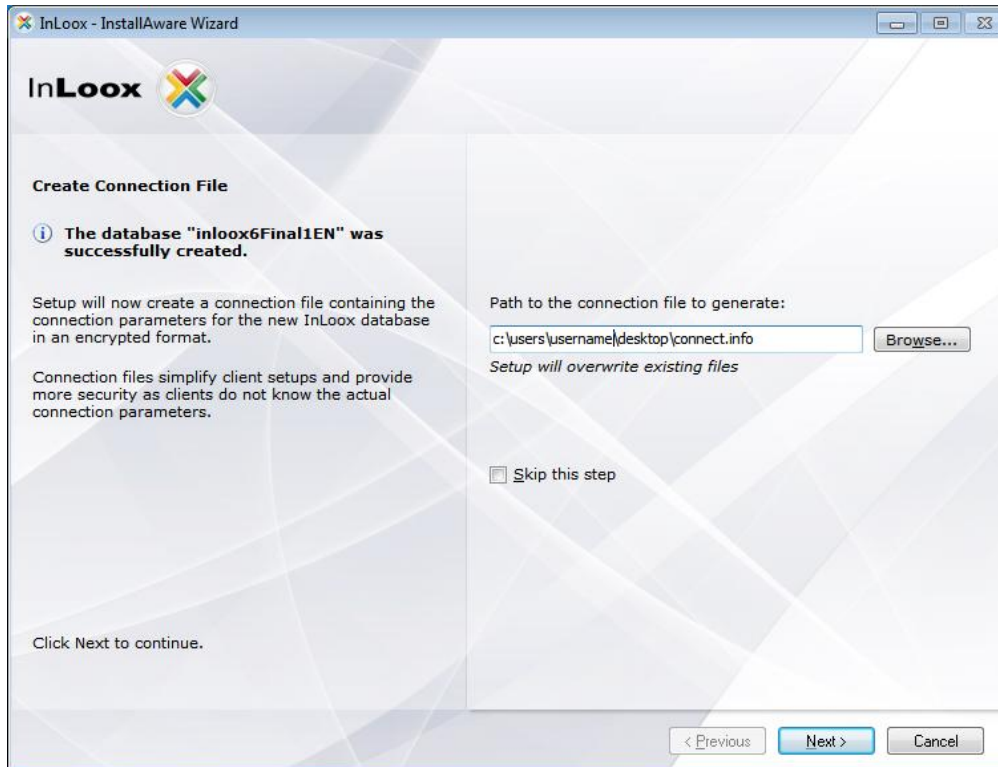 InLoox - InstallAware Wizard
InLoox
Create Connection File
The database "inloox6Final1EN" was
successfully created.
Setup will now create a connection file containing the
connection parameters for the new InLoox database
in an encrypted format.
Connection files simplify client setups and provide
more security as clients do not know the actual
connection parameters.
Click Next to continue.
Path to the connection file to generate:
c:\users\username\desktop\connect.info
Browse...
Setup will overwrite existing files
Skip this step
< Previous
Next >
Cancel